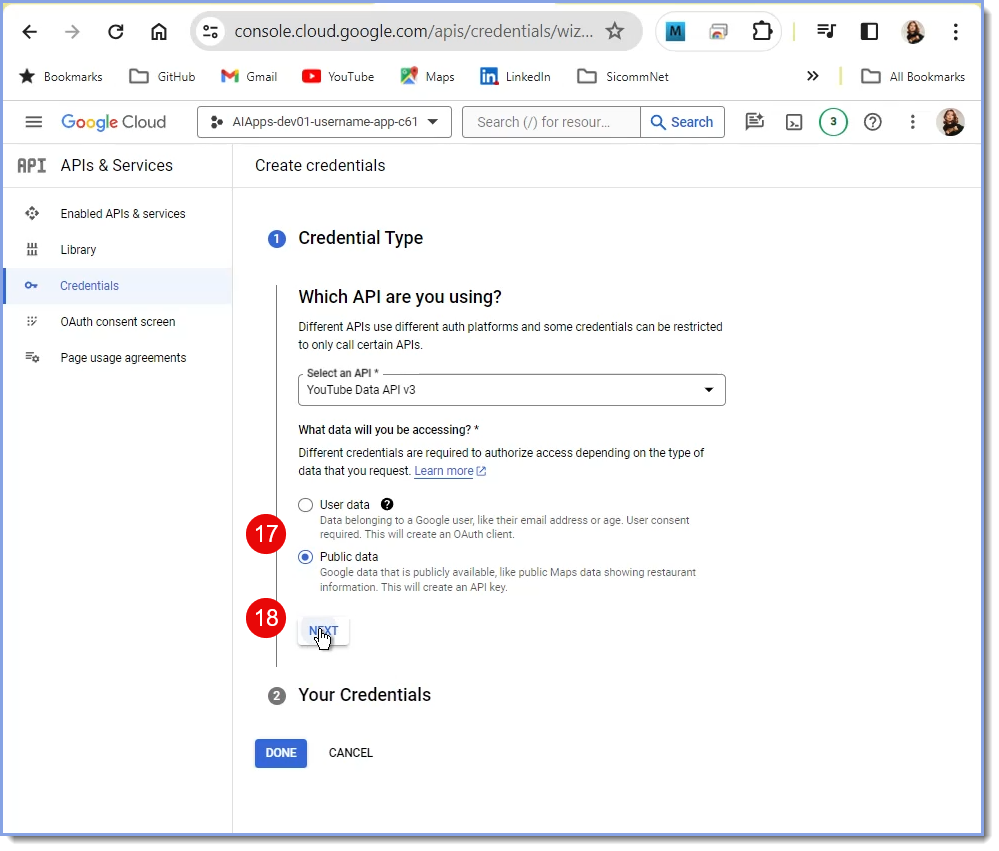 console.cloud.google.com/apis/credentials/wiz...
M
Bookmarks GitHub Gmail YouTube Maps LinkedIn SicommNet » All Bookmarks
Google Cloud AIApps-dev01-username-app-c61 Search (/) for resour... Search 3
API APIs & Services
Create credentials
Enabled APIs & services
Library
Credentials
OAuth consent screen
Page usage agreements
1 Credential Type
Which API are you using?
Different APIs use different auth platforms and some credentials can be restricted
to only call certain APIs.
Select an API *
YouTube Data API v3
What data will you be accessing? *
Different credentials are required to authorize access depending on the type of
data that you request. Learn more
User data ?
Data belonging to a Google user, like their email address or age. User consent
required. This will create an OAuth client.
17
Public data
Google data that is publicly available, like public Maps data showing restaurant
information. This will create an API key.
18
NEXT
2 Your Credentials
DONE CANCEL